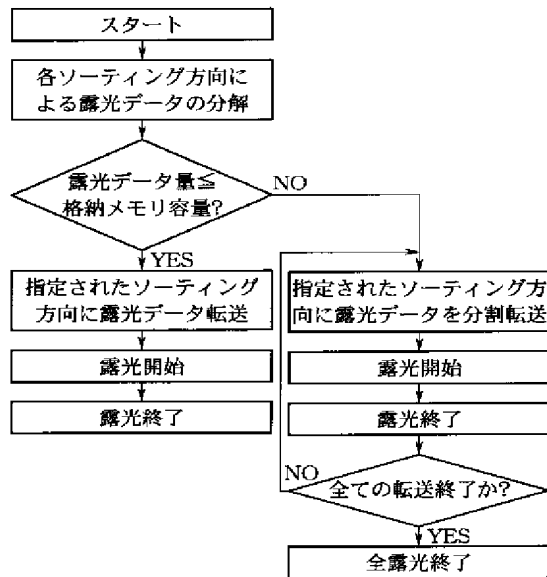 スタート
各ソーティング方向に
よる露光データの分解
露光データ量≦
格納メモリ容量?
NO
YES
指定されたソーティング
方向に露光データ転送
露光開始
露光終了
指定されたソーティング方
向に露光データを分割転送
露光開始
露光終了
NO
全ての転送終了か?
YES
全露光終了